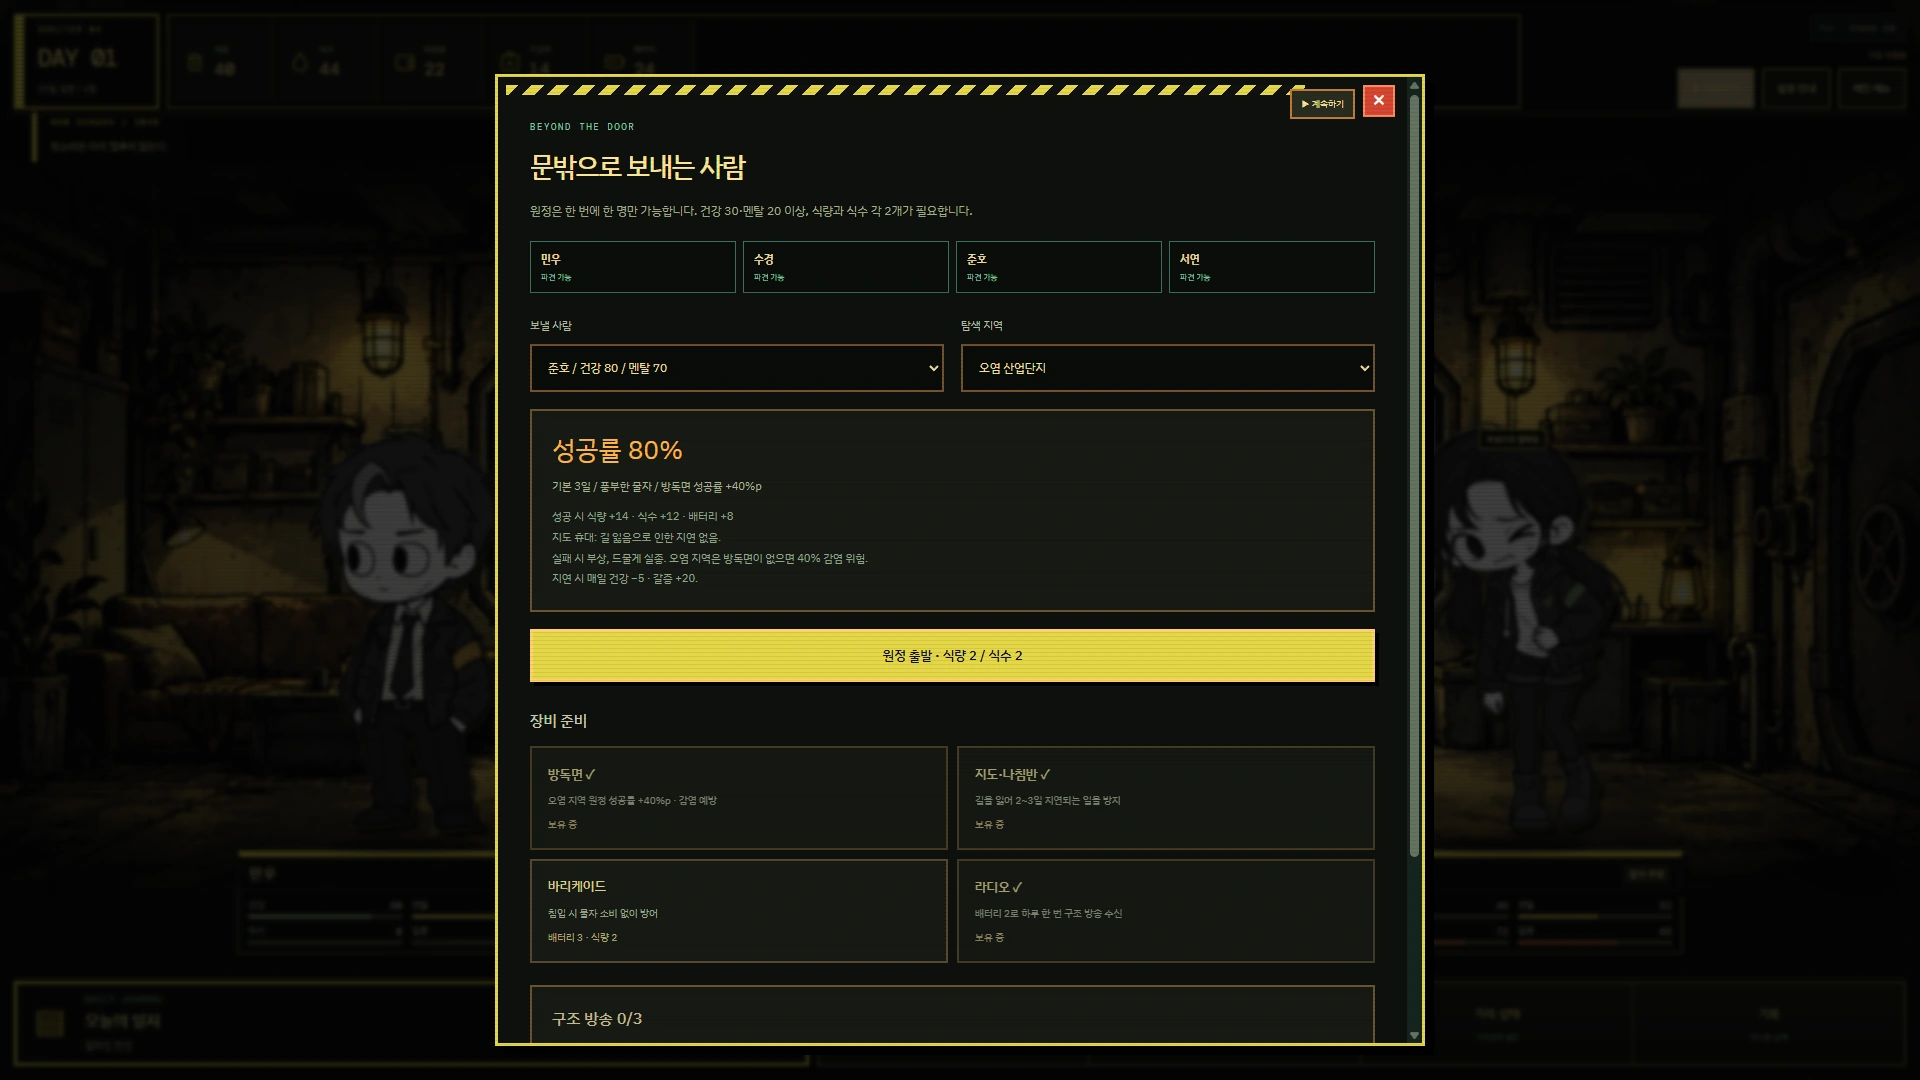 DAY 01
40
44
22
14
24
▶ 계속하기
×
BEYOND THE DOOR
문밖으로 보내는 사람
원정은 한 번에 한 명만 가능합니다. 건강 30·멘탈 20 이상, 식량과 식수 각 2개가 필요합니다.
민우
파견 가능
수경
파견 가능
준호
파견 가능
서연
파견 가능
보낼 사람
탐색 지역
준호 / 건강 80 / 멘탈 70
오염 산업단지
성공률 80%
기본 3일 / 풍부한 물자 / 방독면 성공률 +40%p
성공 시 식량 +14 · 식수 +12 · 배터리 +8
지도 휴대: 길 잃음으로 인한 지연 없음.
실패 시 부상, 드물게 실종. 오염 지역은 방독면이 없으면 40% 감염 위험.
지연 시 매일 건강 −5 · 갈증 +20.
원정 출발 · 식량 2 / 식수 2
장비 준비
방독면 ✓
오염 지역 원정 성공률 +40%p · 감염 예방
보유 중
지도·나침반 ✓
길을 잃어 2~3일 지연되는 일을 방지
보유 중
바리케이드
침입 시 물자 소비 없이 방어
배터리 3 · 식량 2
라디오 ✓
배터리 2로 하루 한 번 구조 방송 수신
보유 중
구조 방송 0/3
민우
오늘의 일지